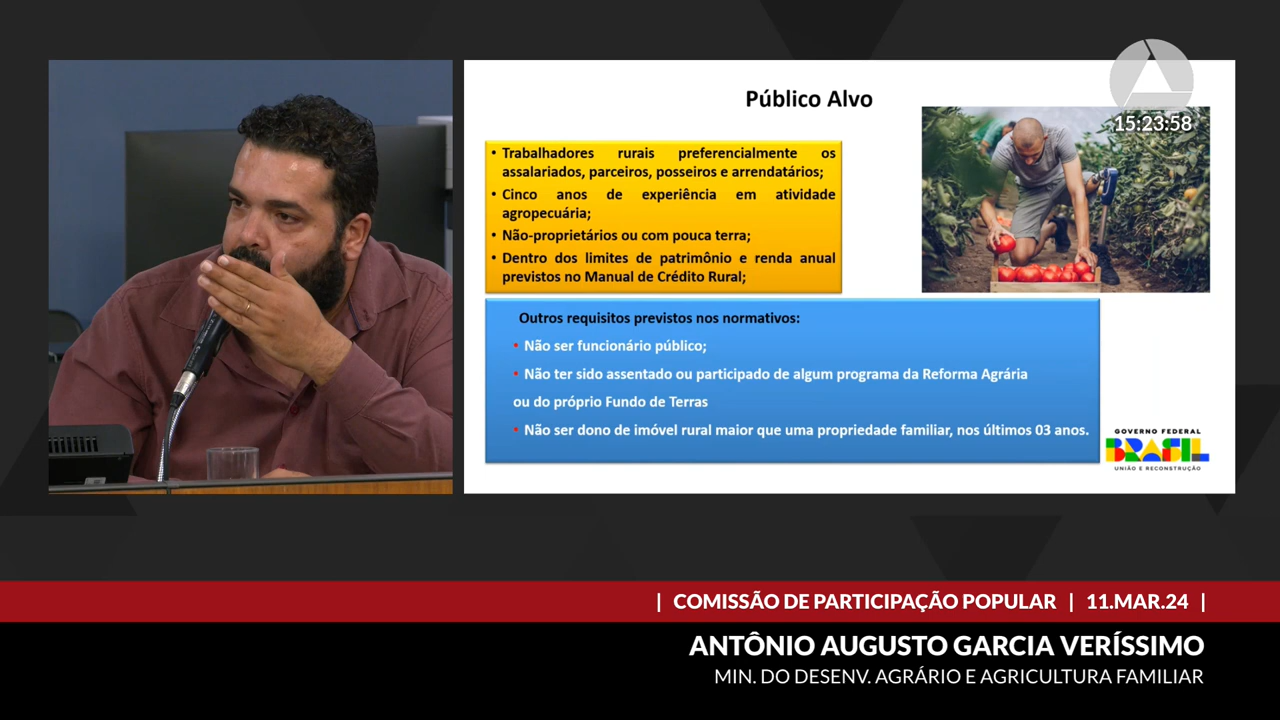 Público Alvo
15:23:58
• Trabalhadores rurais preferencialmente os
assalariados, parceiros, posseiros e arrendatários;
• Cinco anos de experiência em atividade
agropecuária;
• Não-proprietários ou com pouca terra;
• Dentro dos limites de patrimônio e renda anual
previstos no Manual de Crédito Rural;
Outros requisitos previstos nos normativos:
• Não ser funcionário público;
• Não ter sido assentado ou participado de algum programa da Reforma Agrária
ou do próprio Fundo de Terras
• Não ser dono de imóvel rural maior que uma propriedade familiar, nos últimos 03 anos.
GOVERNO FEDERAL
BRASIL
UNIÃO E RECONSTRUÇÃO
| COMISSÃO DE PARTICIPAÇÃO POPULAR | 11.MAR.24 |
ANTÔNIO AUGUSTO GARCIA VERÍSSIMO
MIN. DO DESENV. AGRÁRIO E AGRICULTURA FAMILIAR